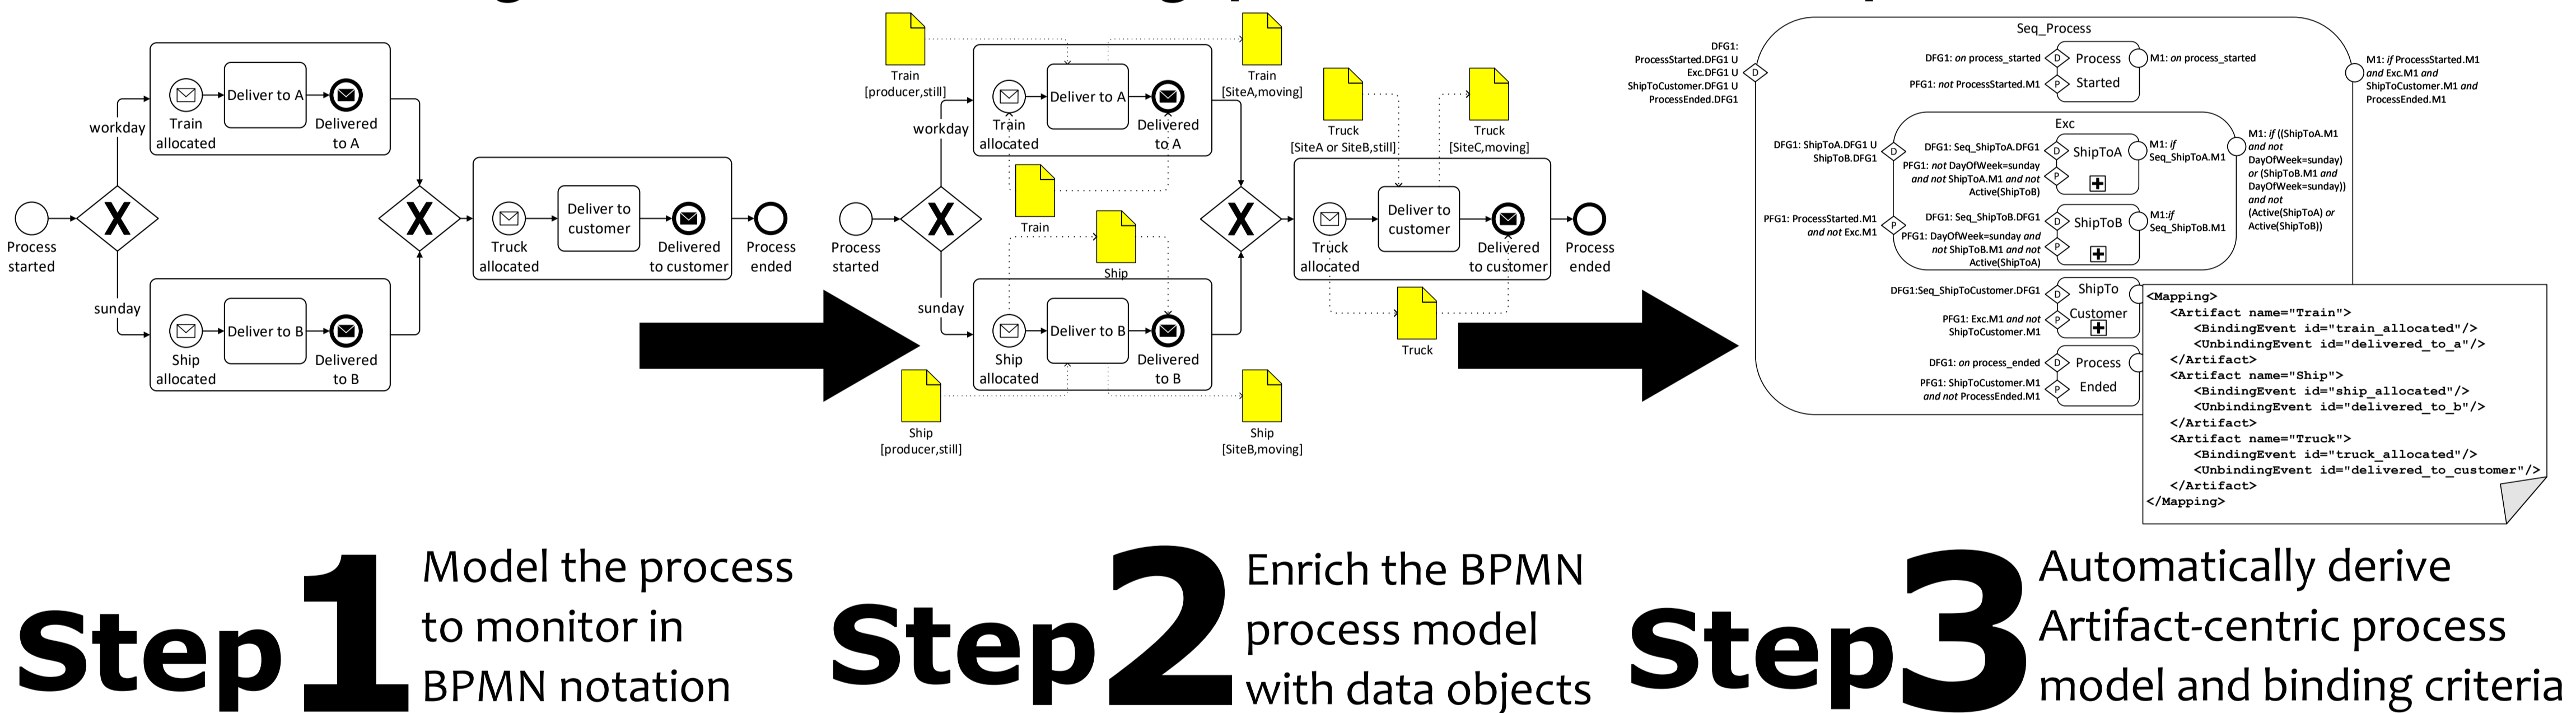 workday
Train
allocated
Deliver to A
Delivered
to A
Process
started
X
X
Truck
allocated
Deliver to
customer
Delivered
to customer
Process
ended
sunday
Ship
allocated
Deliver to B
Delivered
to B
Train
[producer,still]
Train
[SiteA,moving]
workday
Train
allocated
Deliver to A
Delivered
to A
Truck
[SiteA or SiteB,still]
Truck
[SiteC,moving]
Train
Ship
Process
started
X
X
Truck
allocated
Deliver to
customer
Delivered
to customer
Process
ended
Truck
sunday
Ship
allocated
Deliver to B
Delivered
to B
Ship
[producer,still]
Ship
[SiteB,moving]
Seq_Process
DFG1:
ProcessStarted.DFG1 U
Exc.DFG1 U
ShipToCustomer.DFG1 U
ProcessEnded.DFG1
D
DFG1: on process_started
D
Process
Started
M1: on process_started
PFG1: not ProcessStarted.M1
P
M1: if ProcessStarted.M1
and Exc.M1 and
ShipToCustomer.M1 and
ProcessEnded.M1
Exc
DFG1: ShipToA.DFG1 U
ShipToB.DFG1
D
DFG1: Seq_ShipToA.DFG1
D
ShipToA
M1: if
Seq_ShipToA.M1
PFG1: not DayOfWeek=sunday
and not ShipToA.M1 and not
Active(ShipToB)
P
M1: if ((ShipToA.M1
and not
DayOfWeek=sunday)
or (ShipToB.M1 and
DayOfWeek=sunday))
and not
(Active(ShipToA) or
Active(ShipToB))
PFG1: ProcessStarted.M1
and not Exc.M1
P
DFG1: Seq_ShipToB.DFG1
D
ShipToB
M1:if
Seq_ShipToB.M1
PFG1: DayOfWeek=sunday and
not ShipToB.M1 and not
Active(ShipToA)
P
DFG1:Seq_ShipToCustomer.DFG1
D
ShipTo
Customer
PFG1: Exc.M1 and not
ShipToCustomer.M1
P
DFG1: on process_ended
D
Process
Ended
PFG1: ShipToCustomer.M1
and not ProcessEnded.M1
P
<Mapping>
<Artifact name="Train">
<BindingEvent id="train_allocated"/>
<UnbindingEvent id="delivered_to_a"/>
</Artifact>
<Artifact name="Ship">
<BindingEvent id="ship_allocated"/>
<UnbindingEvent id="delivered_to_b"/>
</Artifact>
<Artifact name="Truck">
<BindingEvent id="truck_allocated"/>
<UnbindingEvent id="delivered_to_customer"/>
</Artifact>
</Mapping>
Step 1
Model the process
to monitor in
BPMN notation
Step 2
Enrich the BPMN
process model
with data objects
Step 3
Automatically derive
Artifact-centric process
model and binding criteria